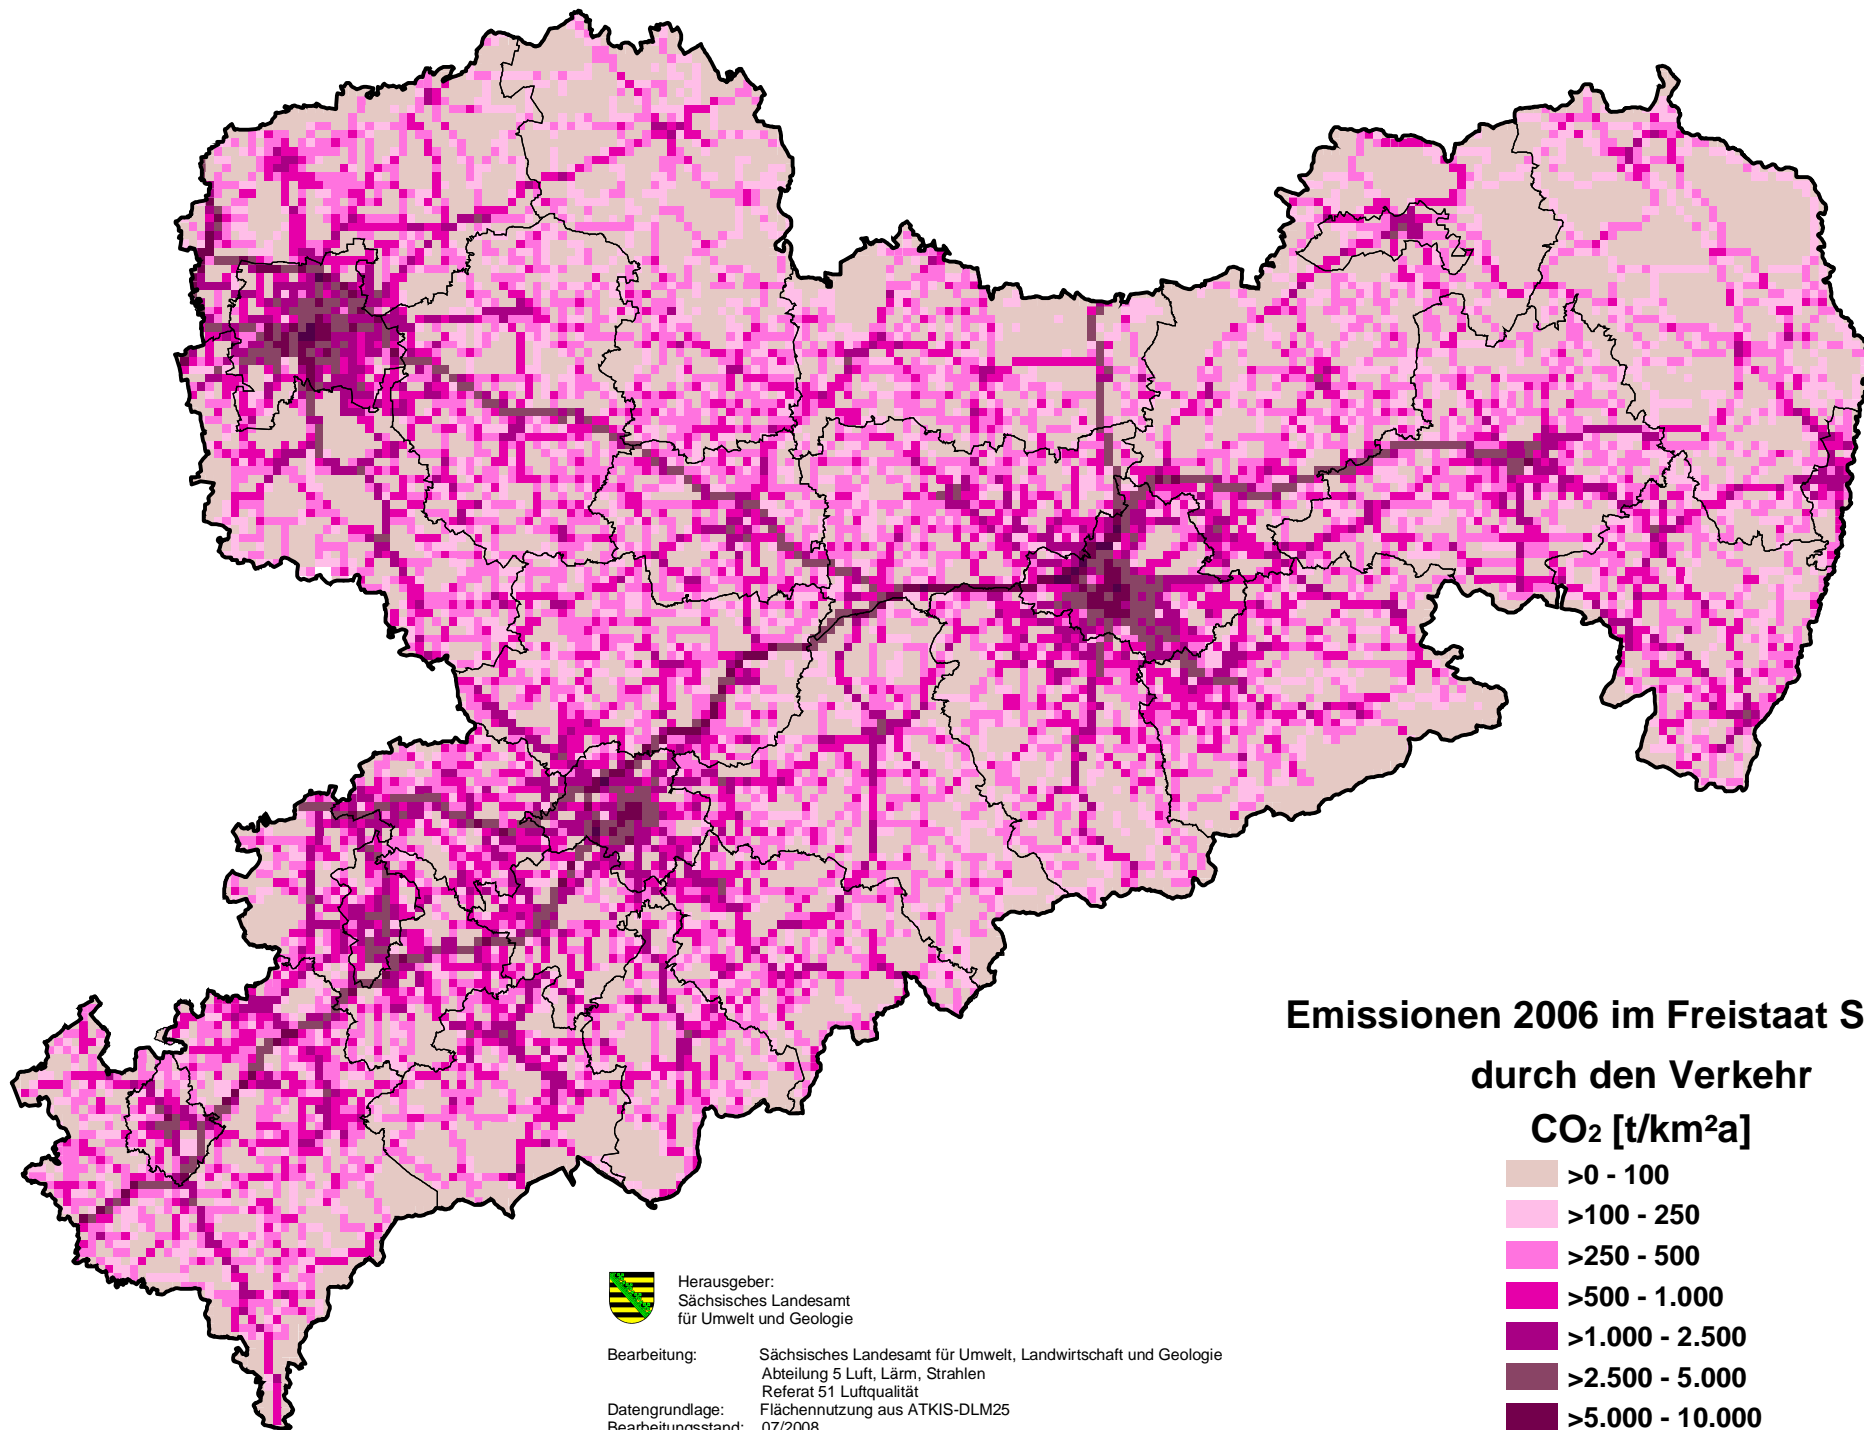 Emissionen 2006 im Freistaat S
durch den Verkehr
CO2 [t/km²a]
>0 - 100
>100 - 250
>250 - 500
>500 - 1.000
>1.000 - 2.500
>2.500 - 5.000
>5.000 - 10.000
Herausgeber:
Sächsisches Landesamt
für Umwelt und Geologie
Bearbeitung: Sächsisches Landesamt für Umwelt, Landwirtschaft und Geologie
Abteilung 5 Luft, Lärm, Strahlen
Referat 51 Luftqualität
Datengrundlage: Flächennutzung aus ATKIS-DLM25
Bearbeitungsstand: 07/2008